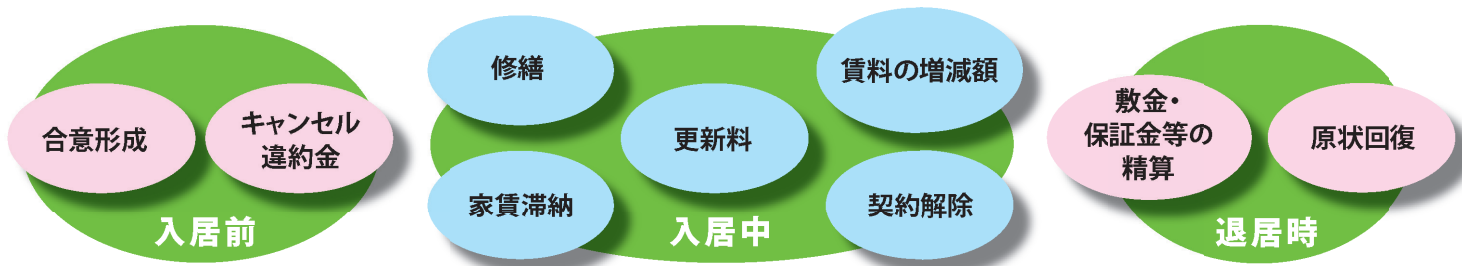 合意形成
キャンセル
違約金
入居前
修繕
賃料の増減額
更新料
家賃滞納
契約解除
入居中
敷金・
保証金等の
精算
原状回復
退居時